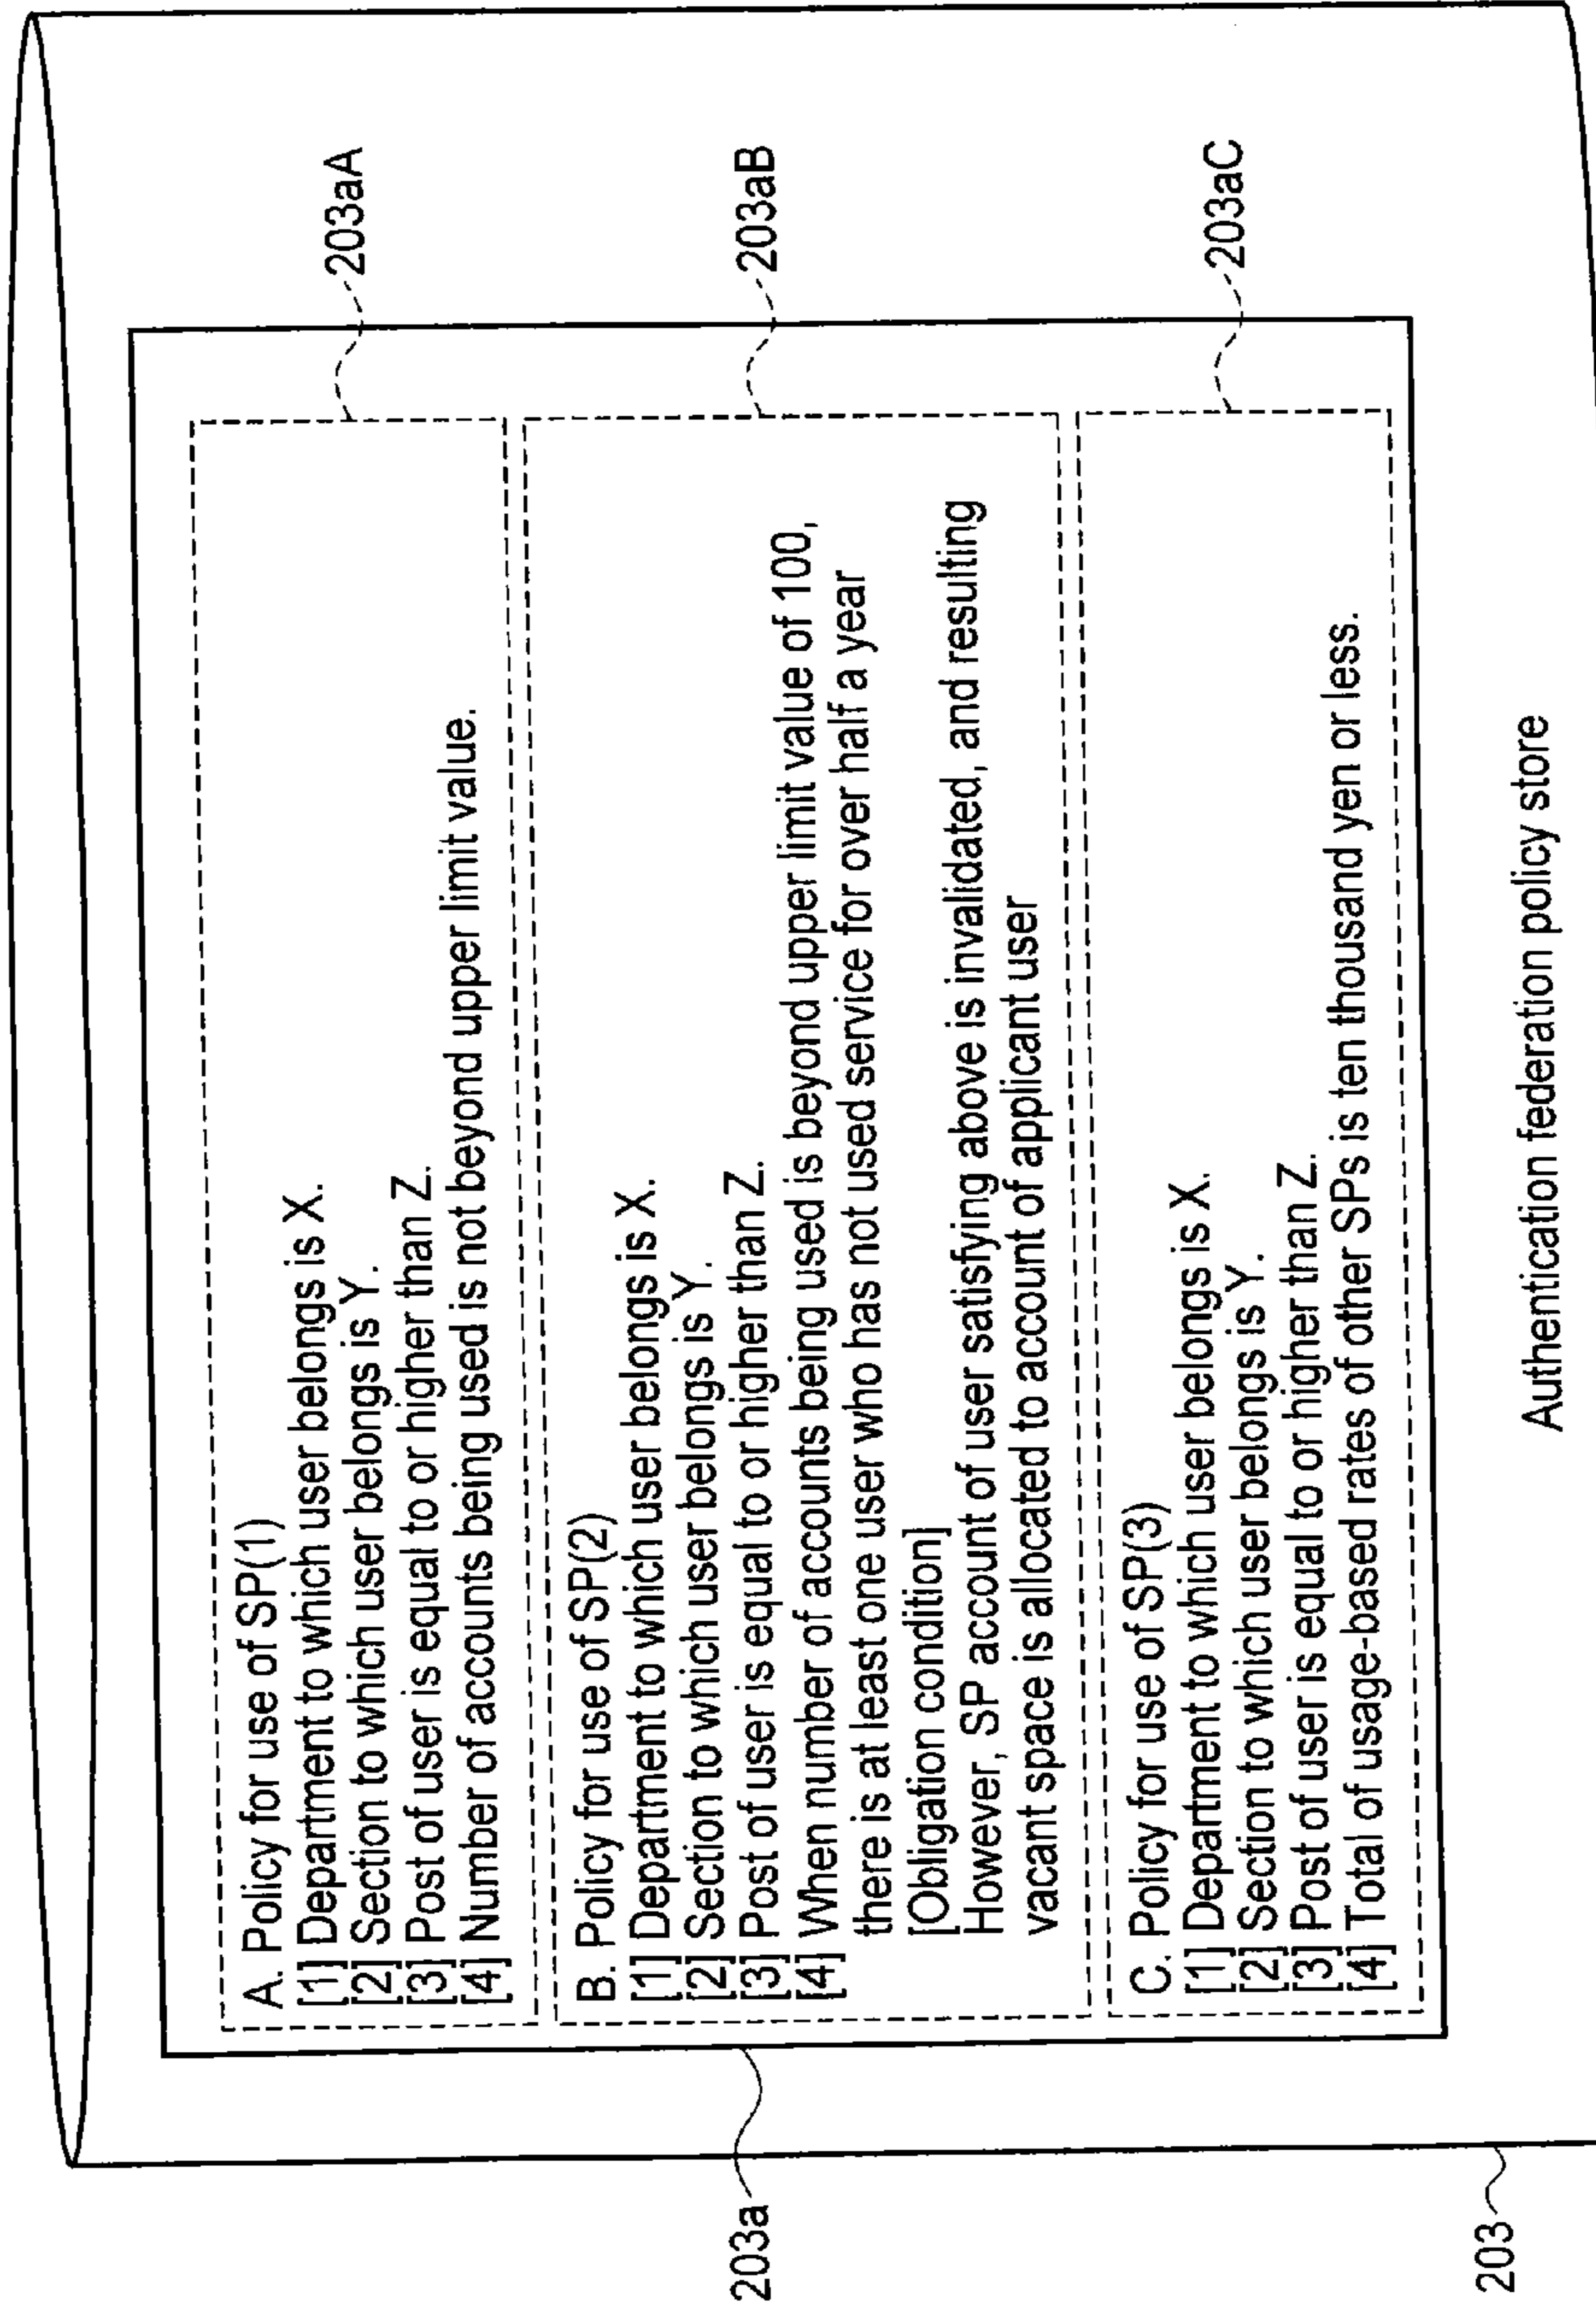 203aA
A. Policy for use of SP(1)
[1] Department to which user belongs is X.
[2] Section to which user belongs is Y.
[3] Post of user is equal to or higher than Z.
[4] Number of accounts being used is not beyond upper limit value.
203a
203aB
B. Policy for use of SP(2)
[1] Department to which user belongs is X.
[2] Section to which user belongs is Y.
[3] Post of user is equal to or higher than Z.
[4] When number of accounts being used is beyond upper limit value of 100,
there is at least one user who has not used service for over half a year
[Obligation condition]
However, SP account of user satisfying above is invalidated, and resulting
vacant space is allocated to account of applicant user
203aC
C. Policy for use of SP(3)
[1] Department to which user belongs is X.
[2] Section to which user belongs is Y.
[3] Post of user is equal to or higher than Z.
[4] Total of usage-based rates of other SPs is ten thousand yen or less.
203
Authentication federation policy store